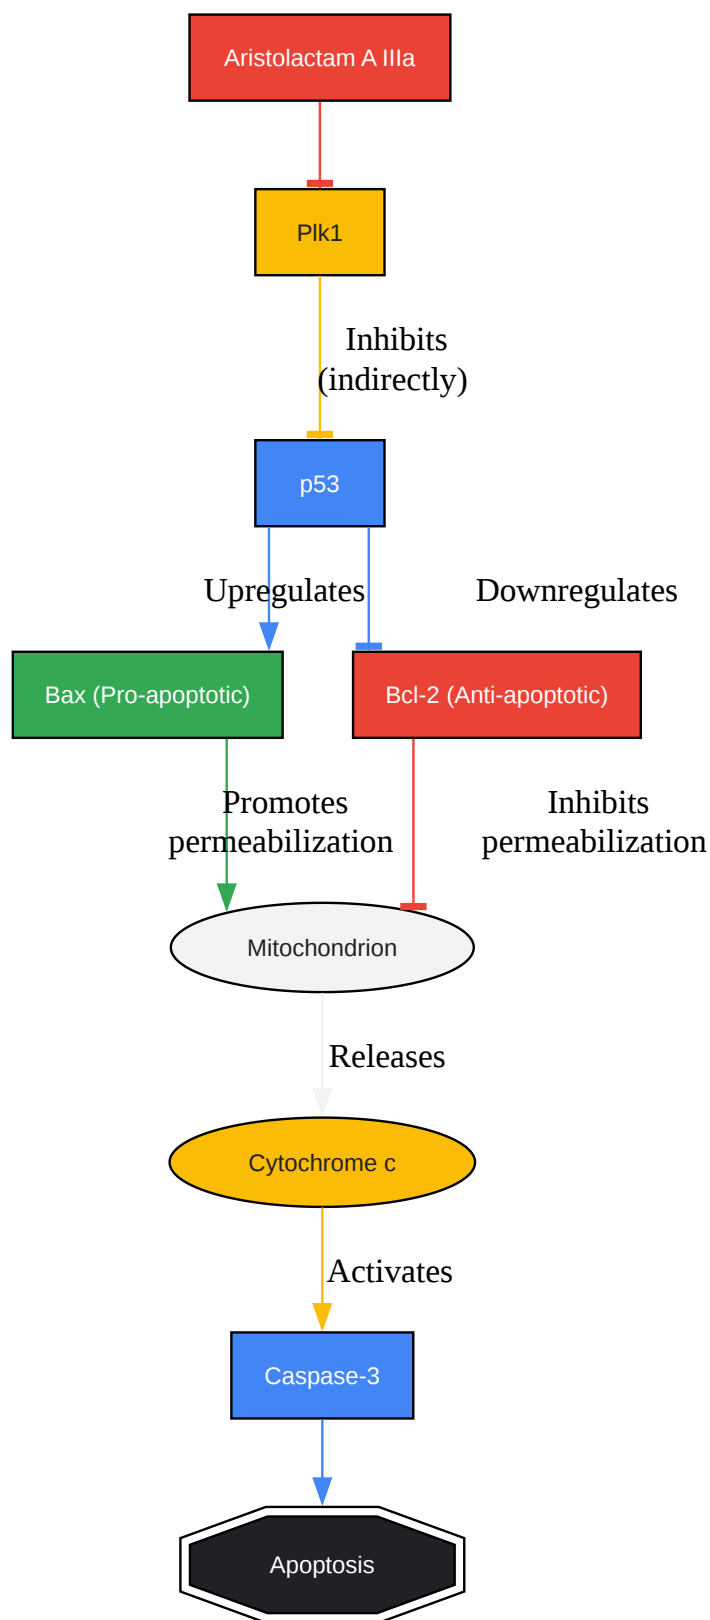 Aristolactam A IIIa
Plk1
Inhibits
(indirectly)
p53
Upregulates
Downregulates
Bax (Pro-apoptotic)
Bcl-2 (Anti-apoptotic)
Promotes
permeabilization
Inhibits
permeabilization
Mitochondrion
Releases
Cytochrome c
Activates
Caspase-3
Apoptosis